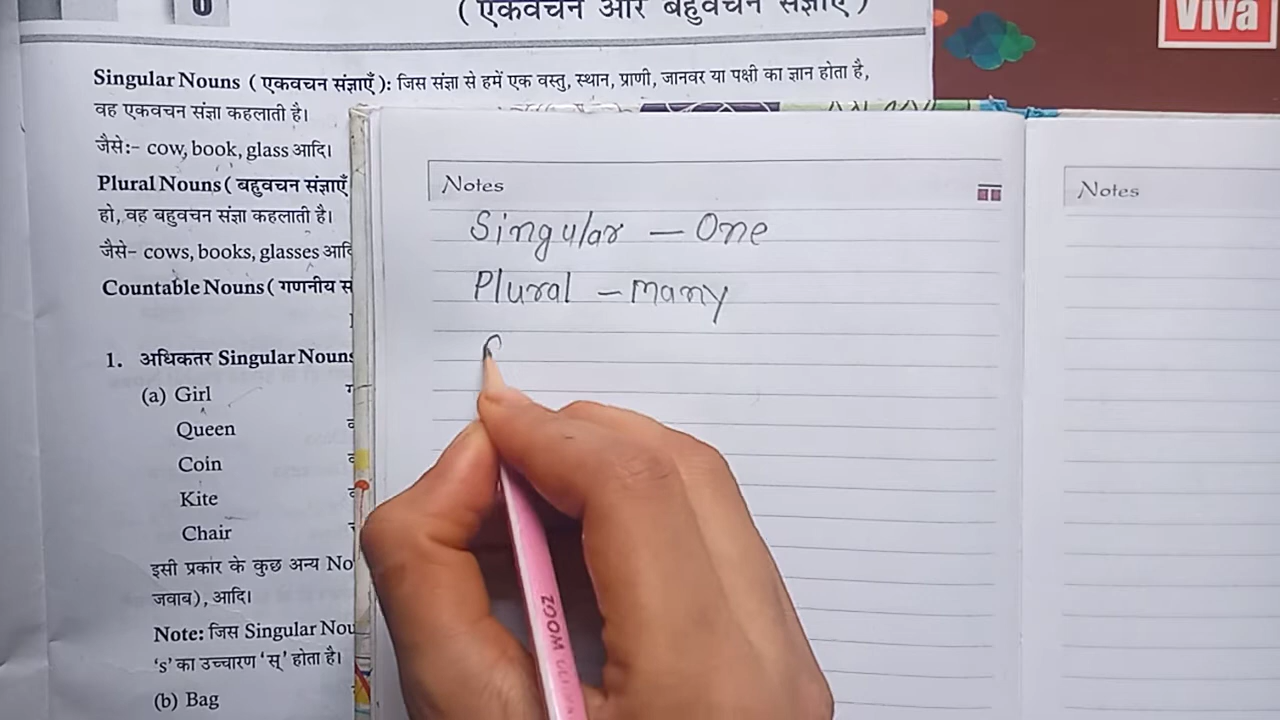 (एकवचन और बहुवचन संज्ञाएँ)
Viva
Singular Nouns (एकवचन संज्ञाएँ): जिस संज्ञा से हमें एक वस्तु, स्थान, प्राणी, जानवर या पक्षी का ज्ञान होता है,
वह एकवचन संज्ञा कहलाती है।
जैसे:- cow, book, glass आदि।
Plural Nouns (बहुवचन संज्ञाएँ
हो, वह बहुवचन संज्ञा कहलाती है।
जैसे- cows, books, glasses आदि
Countable Nouns (गणनीय स
1. अधिकतर Singular Nouns
(a) Girl
Queen
Coin
Kite
Chair
इसी प्रकार के कुछ अन्य No
जवाब), आदि।
Note: जिस Singular Nou
's' का उच्चारण 'स्' होता है।
(b) Bag
Notes
Singular – One
Plural – Many
Notes
ZOOM